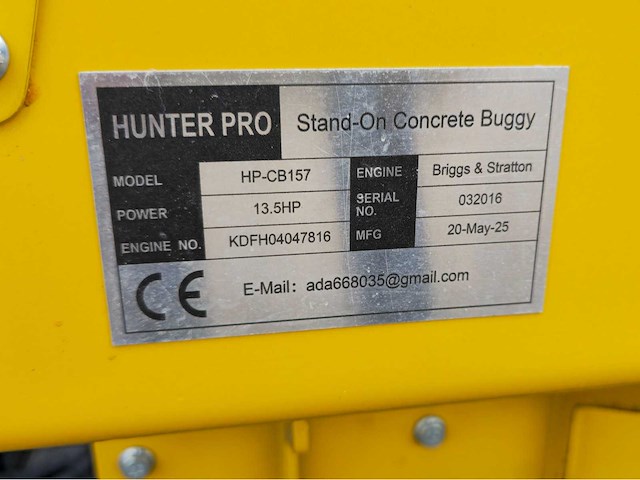 HUNTER PRO Stand-On Concrete Buggy
MODEL HP-CB157 ENGINE Briggs & Stratton
POWER 13.5HP SERIAL NO. 032016
ENGINE NO. KDFH04047816 MFG 20-May-25
CE E-Mail: ada668035@gmail.com